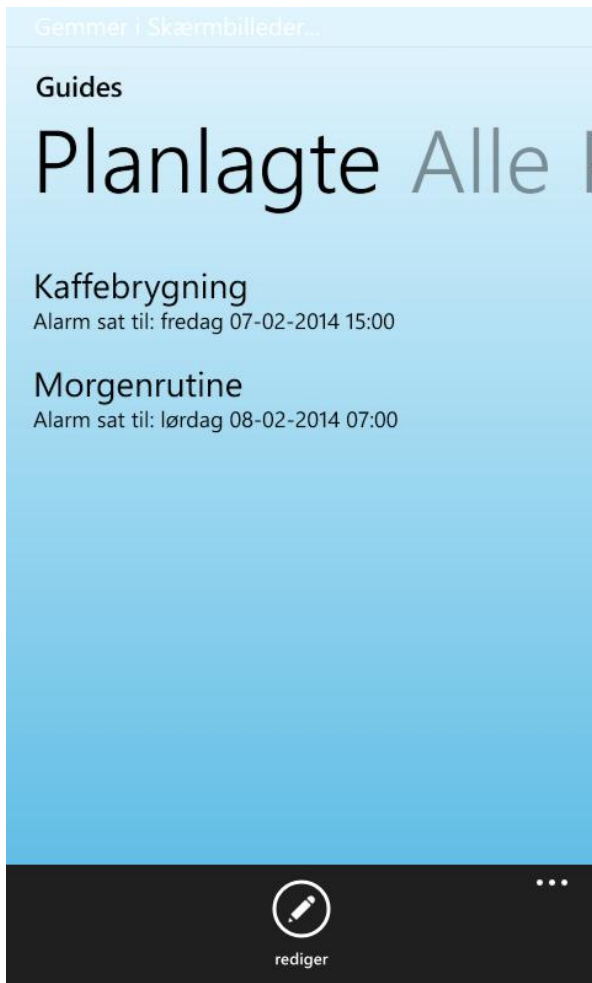 Gemmer i Skærmbilleder...
Guides
Planlagte Alle
Kaffebrygning
Alarm sat til: fredag 07-02-2014 15:00
Morgenrutine
Alarm sat til: lørdag 08-02-2014 07:00
rediger